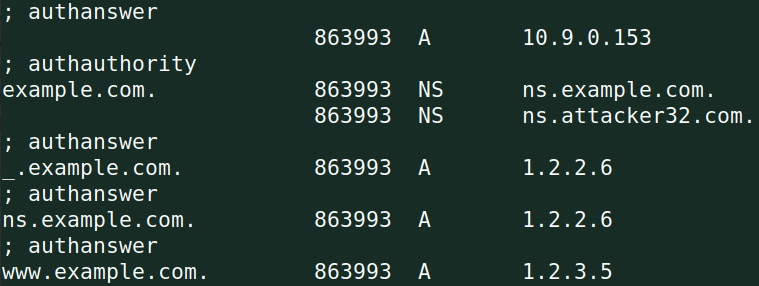 ; authanswer
863993 A 10.9.0.153
; authauthority
example.com. 863993 NS ns.example.com.
863993 NS ns.attacker32.com.
; authanswer
_.example.com. 863993 A 1.2.2.6
; authanswer
ns.example.com. 863993 A 1.2.2.6
; authanswer
www.example.com. 863993 A 1.2.3.5